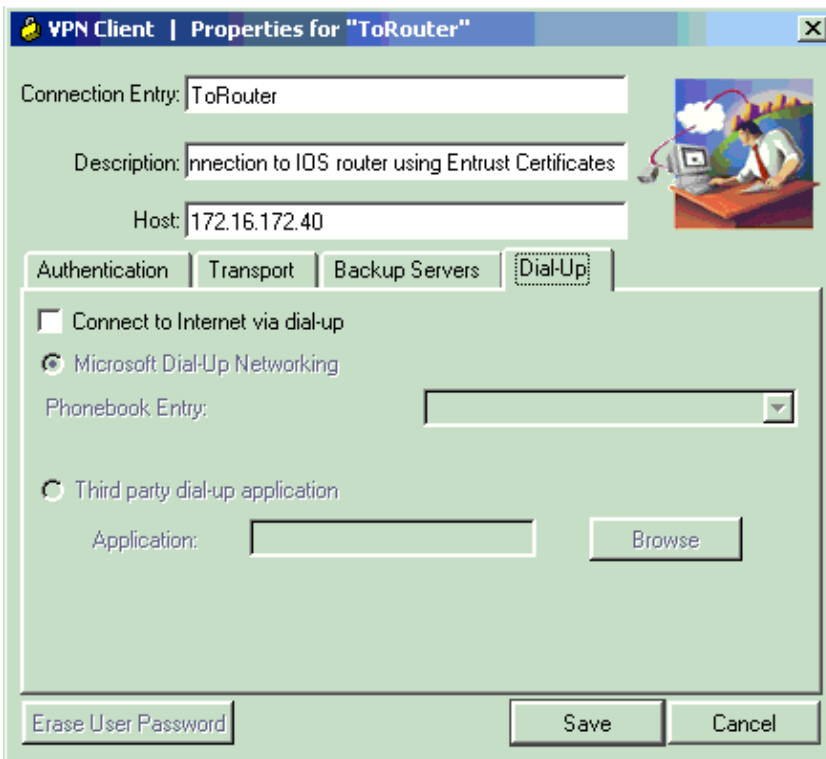 VPN Client | Properties for "ToRouter"
Connection Entry: ToRouter
Description: nnection to IOS router using Entrust Certificates
Host: 172.16.172.40
Authentication Transport Backup Servers Dial-Up
Connect to Internet via dial-up
Microsoft Dial-Up Networking
Phonebook Entry:
Third party dial-up application
Application: Browse
Erase User Password Save Cancel